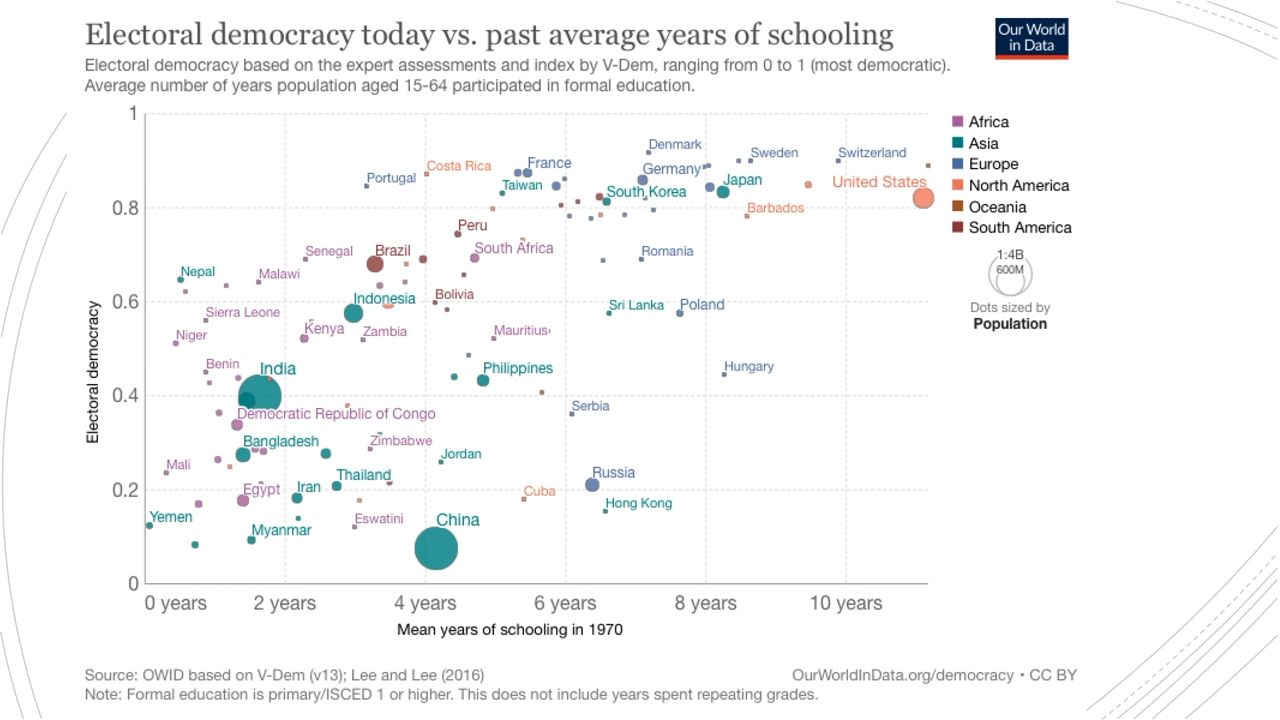 Electoral democracy today vs. past average years of schooling
Our World
in Data
Electoral democracy based on the expert assessments and index by V-Dem, ranging from 0 to 1 (most democratic).
Average number of years population aged 15-64 participated in formal education.
1
0.8
0.6
0.4
0.2
0
Electoral democracy
Denmark
Sweden
Switzerland
Costa Rica
France
Germany
Portugal
Taiwan
South Korea
Japan
United States
Barbados
Peru
Senegal
Brazil
South Africa
Romania
Nepal
Malawi
Indonesia
Bolivia
Sri Lanka
Poland
Sierra Leone
Kenya
Zambia
Mauritius
Niger
Benin
India
Philippines
Hungary
Democratic Republic of Congo
Serbia
Bangladesh
Zimbabwe
Jordan
Mali
Thailand
Russia
Egypt
Iran
Cuba
Hong Kong
Yemen
Myanmar
Eswatini
China
0 years
2 years
4 years
6 years
8 years
10 years
Mean years of schooling in 1970
Africa
Asia
Europe
North America
Oceania
South America
1.4B
600M
Dots sized by
Population
Source: OWID based on V-Dem (v13); Lee and Lee (2016)
OurWorldInData.org/democracy • CC BY
Note: Formal education is primary/ISCED 1 or higher. This does not include years spent repeating grades.